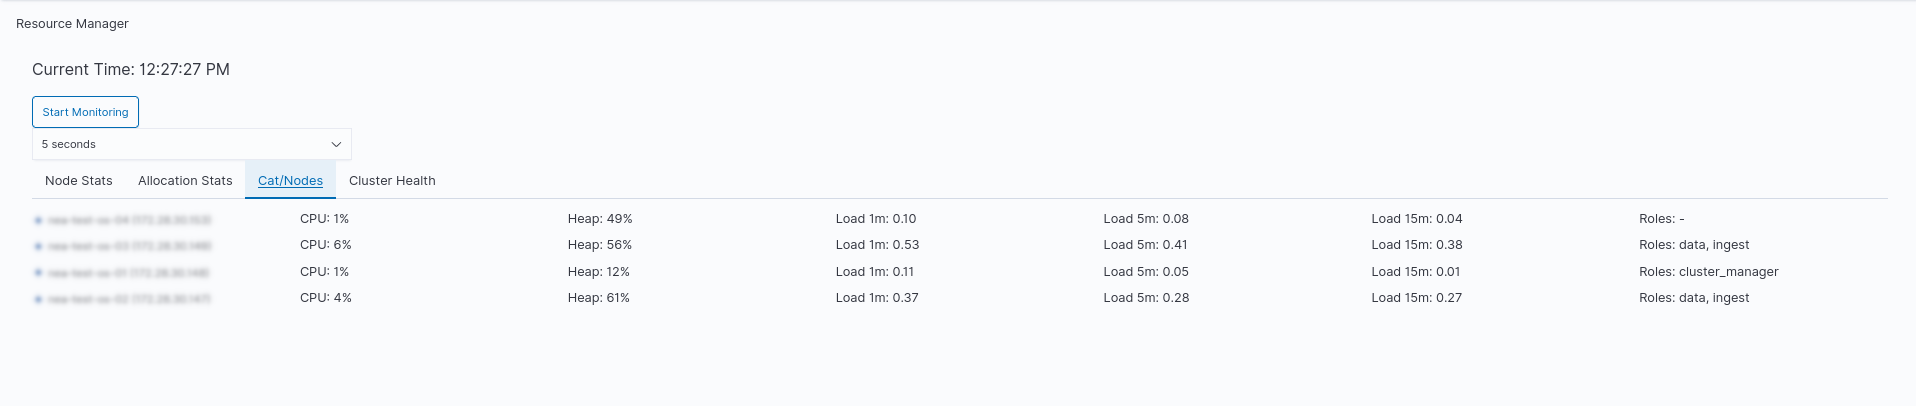 Resource Manager
Current Time: 12:27:27 PM
Start Monitoring
5 seconds
Node Stats Allocation Stats Cat/Nodes Cluster Health
CPU: 1% Heap: 49% Load 1m: 0.10 Load 5m: 0.08 Load 15m: 0.04 Roles: -
CPU: 6% Heap: 56% Load 1m: 0.53 Load 5m: 0.41 Load 15m: 0.38 Roles: data, ingest
CPU: 1% Heap: 12% Load 1m: 0.11 Load 5m: 0.05 Load 15m: 0.01 Roles: cluster_manager
CPU: 4% Heap: 61% Load 1m: 0.37 Load 5m: 0.28 Load 15m: 0.27 Roles: data, ingest